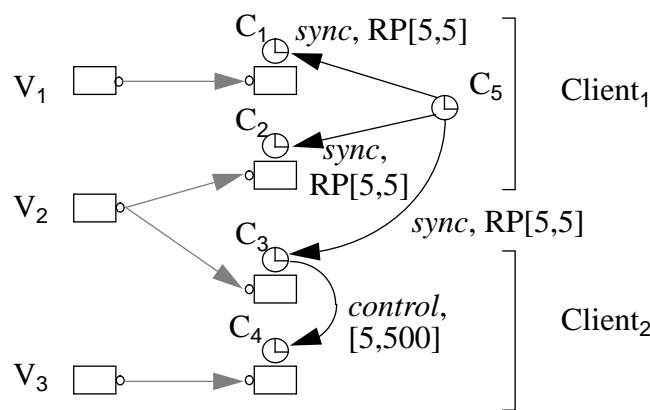 C₁
sync, RP[5,5]
V₁
C₅
Client₁
C₂
sync,
RP[5,5]
V₂
sync, RP[5,5]
C₃
control,
[5,500]
Client₂
C₄
V₃